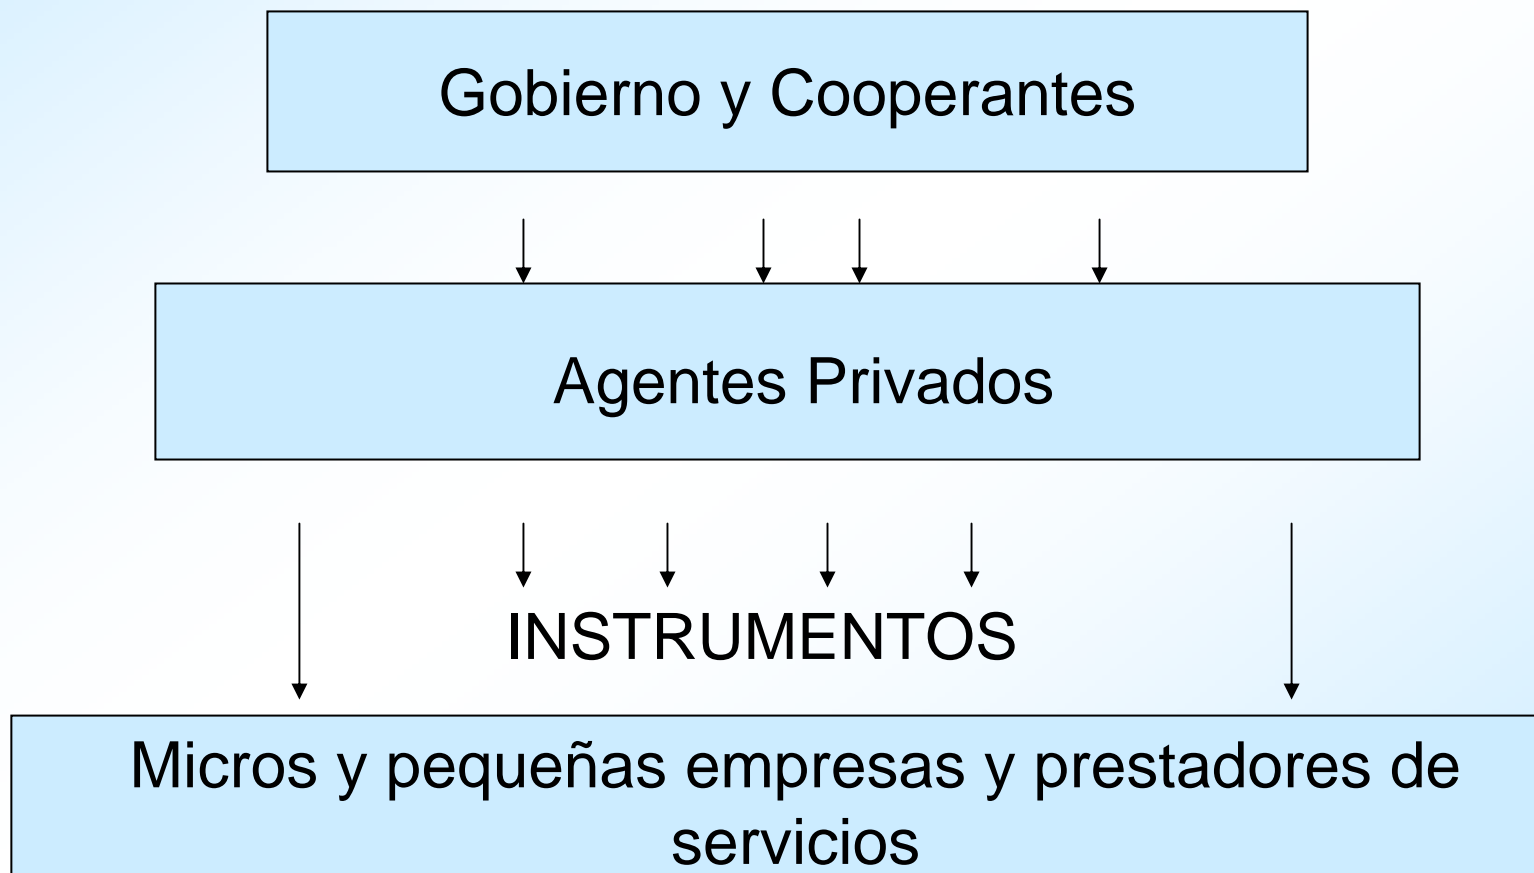 Gobierno y Cooperantes
Agentes Privados
INSTRUMENTOS
Micros y pequeñas empresas y prestadores de
servicios